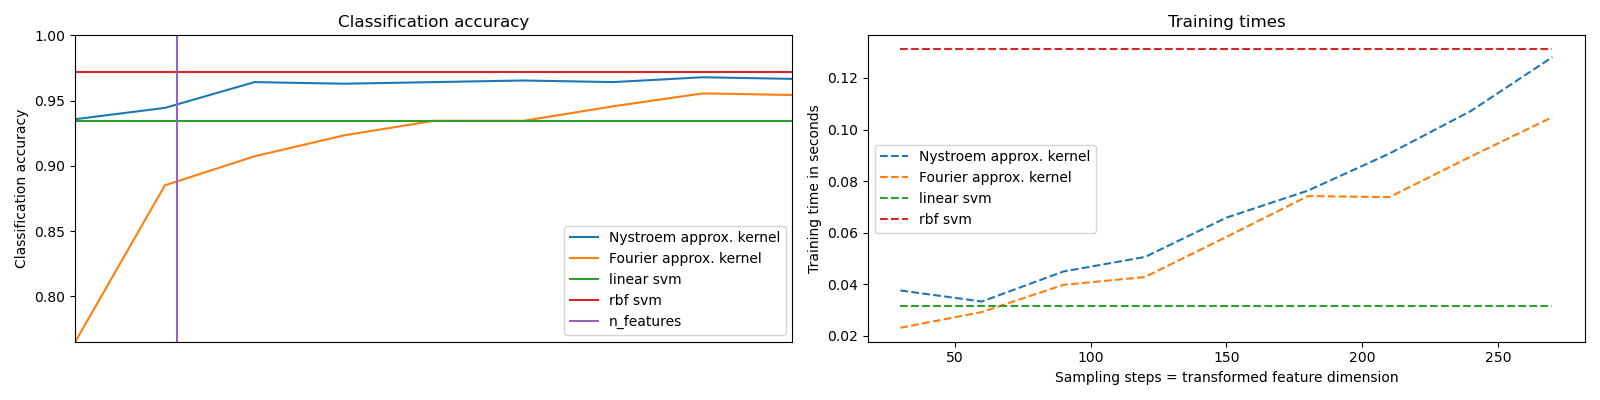 Classification accuracy
Classification accuracy
1.00
0.95
0.90
0.85
0.80
Nystroem approx. kernel
Fourier approx. kernel
linear svm
rbf svm
n_features
Training times
Training time in seconds
0.12
0.10
0.08
0.06
0.04
0.02
Nystroem approx. kernel
Fourier approx. kernel
linear svm
rbf svm
50
100
150
200
250
Sampling steps = transformed feature dimension